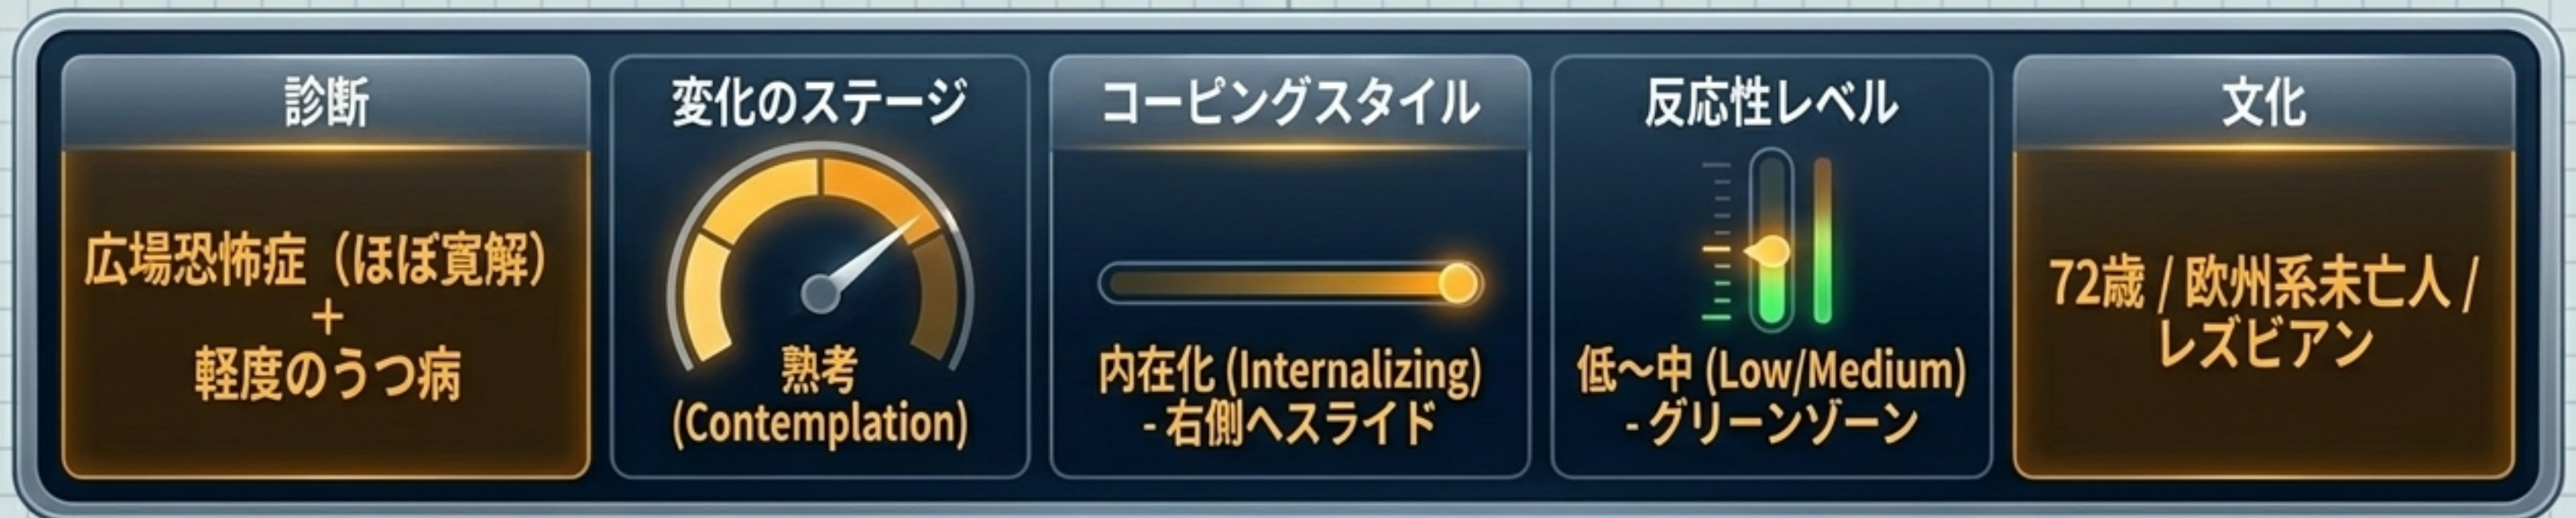 診断
広場恐怖症（ほぼ寛解）
+
軽度のうつ病
変化のステージ
熟考
(Contemplation)
コーピングスタイル
内在化 (Internalizing)
- 右側へスライド
反応性レベル
低～中 (Low/Medium)
- グリーンゾーン
文化
72歳 / 欧州系未亡人 /
レズビアン